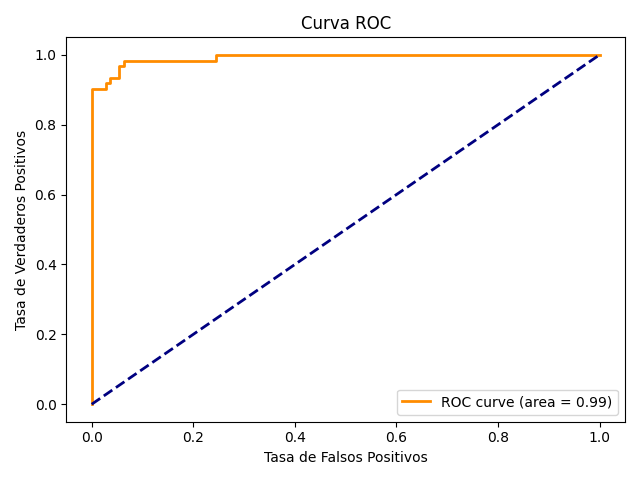 Curva ROC
Tasa de Verdaderos Positivos
1.0
0.8
0.6
0.4
0.2
0.0
0.0 0.2 0.4 0.6 0.8 1.0
Tasa de Falsos Positivos
ROC curve (area = 0.99)